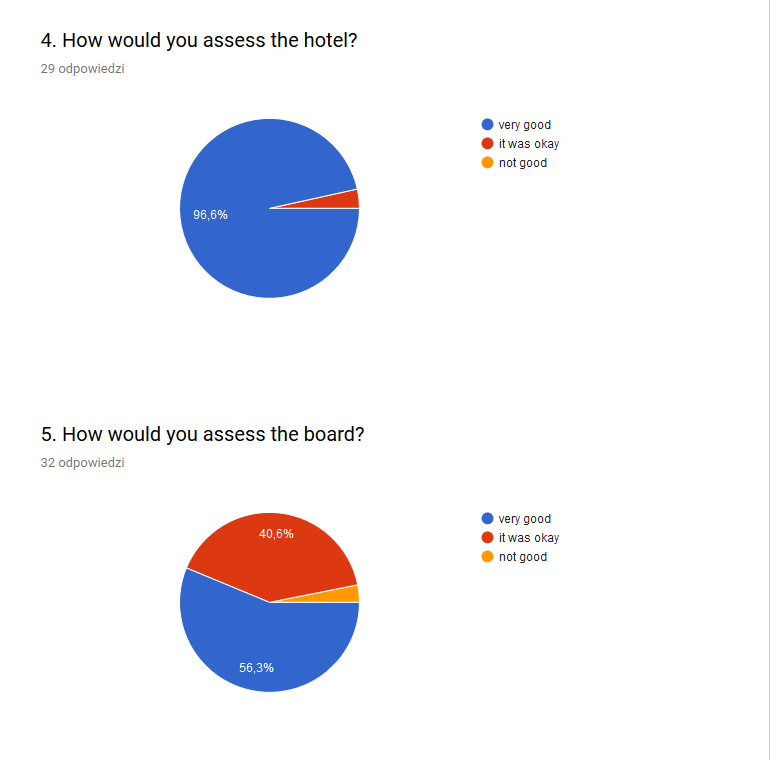 4. How would you assess the hotel?
29 odpowiedzi
very good
it was okay
not good
96,6%
5. How would you assess the board?
32 odpowiedzi
very good
it was okay
not good
40,6%
56,3%